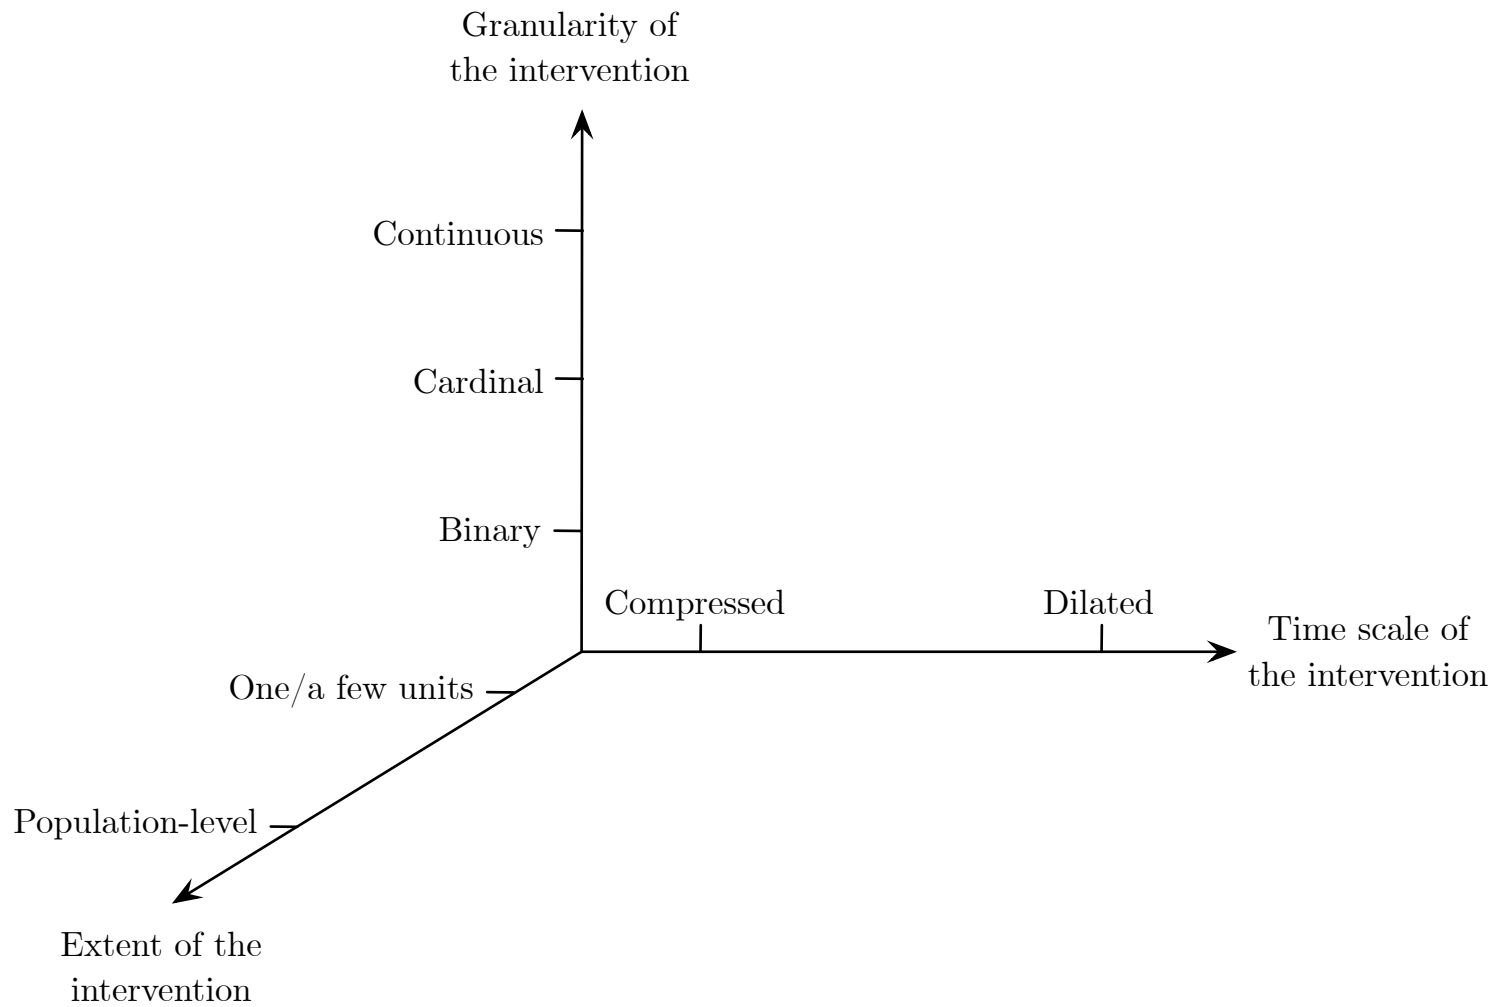 Granularity of
the intervention
Continuous
Cardinal
Binary
Compressed
Dilated
Time scale of
the intervention
One/a few units
Population-level
Extent of the
intervention